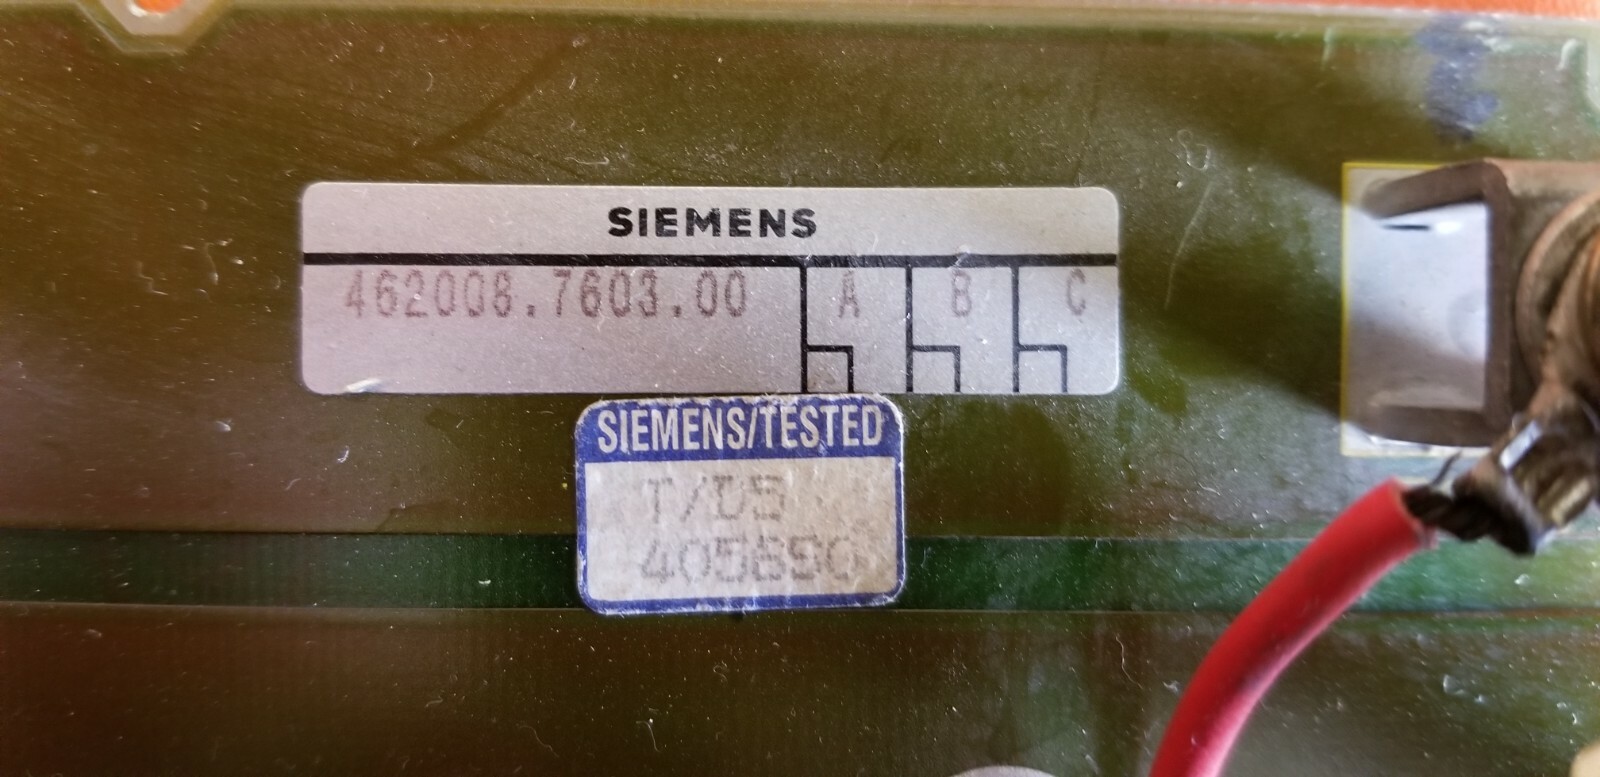 SIEMENS
462008.7603.00 A B C
SIEMENS/TESTED
T/D5
405690